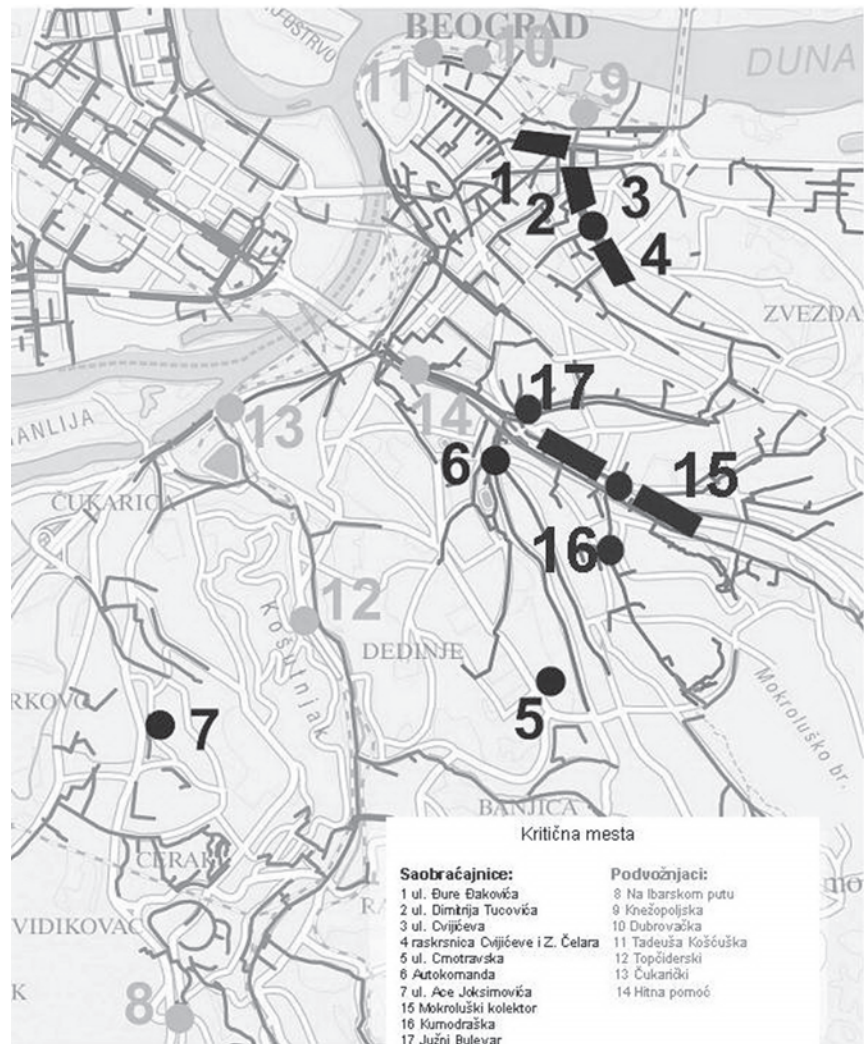 BEOGRAD
DUNA
11
10
9
1
2
3
4
ZVEZDA
17
13
14
6
15
ČUKARICA
16
12
Košutnjak
DEDINJE
7
5
Mokroluško br.
BANJICA
CERAK
VIDIKOVAC
8
K
Kritična mesta
Saobraćajnice:
1 ul. Đure Đakovića
2 ul. Dimitrija Tucovića
3 ul. Cvijićeva
4 raskrsnica Cvijićeve i Z. Čelara
5 ul. Crnotravska
6 Autokomanda
7 ul. Ace Joksimovića
15 Mokroluški kolektor
16 Kumodraška
17 Južni Bulevar
Podvožnjaci:
8 Na Ibarskom putu
9 Knežopoljska
10 Dubrovačka
11 Tadeuša Košćuška
12 Topčiderski
13 Čukarički
14 Hitna pomoć